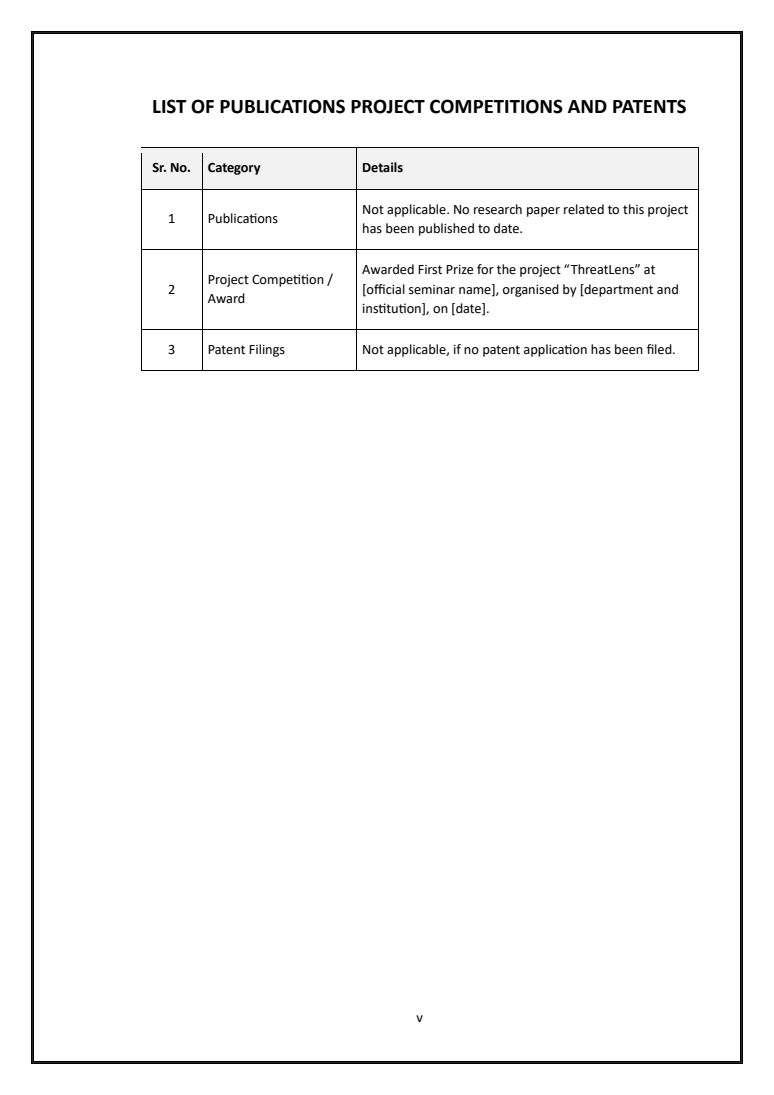 LIST OF PUBLICATIONS PROJECT COMPETITIONS AND PATENTS
Sr. No. Category Details
1 Publications Not applicable. No research paper related to this project
has been published to date.
2 Project Competition /
Award
Awarded First Prize for the project “ThreatLens” at
[official seminar name], organised by [department and
institution], on [date].
3 Patent Filings Not applicable, if no patent application has been filed.
v